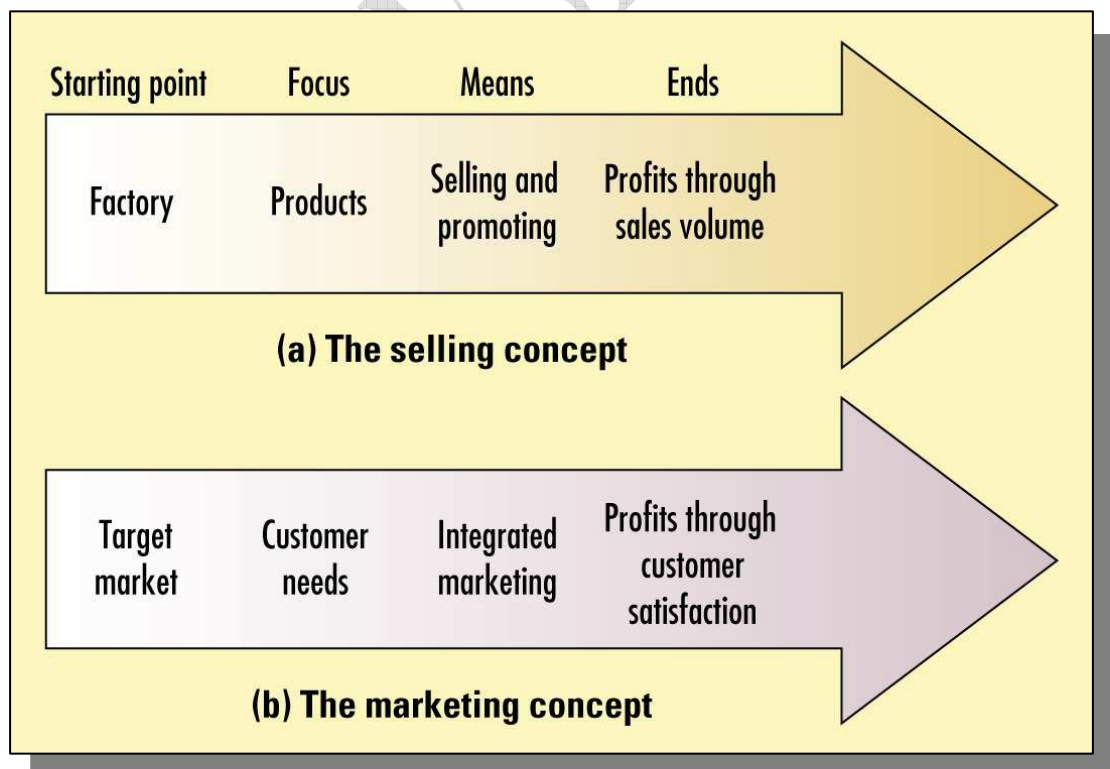 Starting point Focus Means Ends
Factory Products Selling and promoting Profits through sales volume
(a) The selling concept
Target market Customer needs Integrated marketing Profits through customer satisfaction
(b) The marketing concept